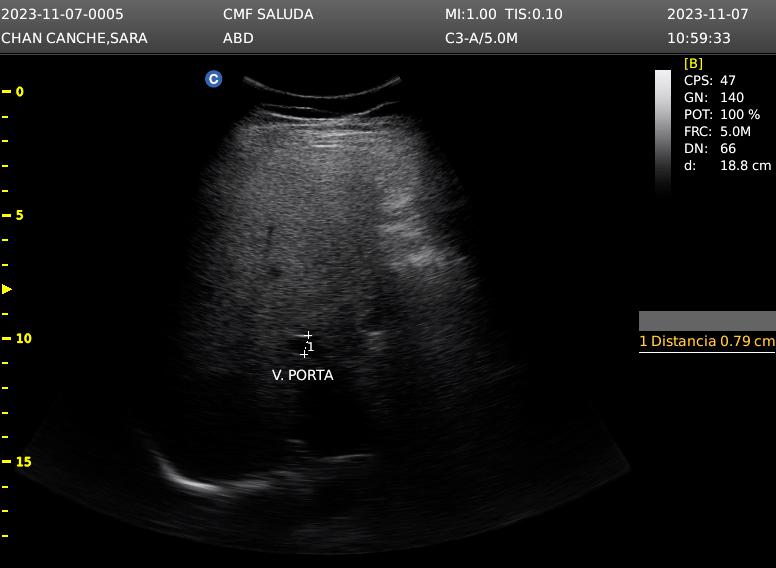 2023-11-07-0005 CMF SALUDA MI:1.00 TIS:0.10 2023-11-07
CHAN CANCHE,SARA ABD C3-A/5.0M 10:59:33
C
[B]
CPS: 47
GN: 140
POT: 100 %
FRC: 5.0M
DN: 66
d: 18.8 cm
0
5
10
15
1
V. PORTA
1 Distancia 0.79 cm